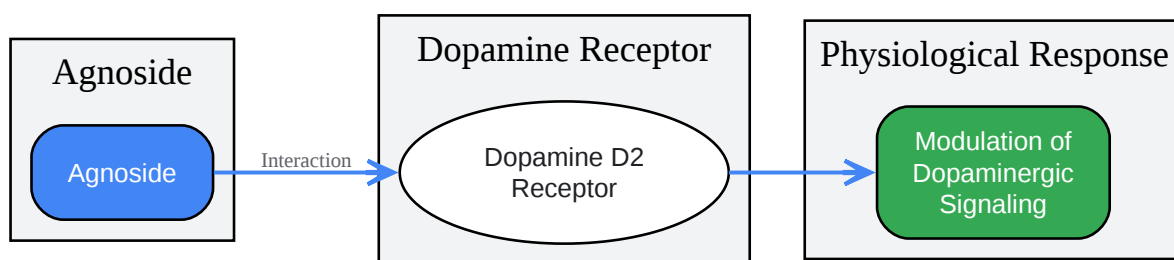 Agnoside
Agnoside
Interaction
Dopamine Receptor
Dopamine D2
Receptor
Physiological Response
Modulation of
Dopaminergic
Signaling